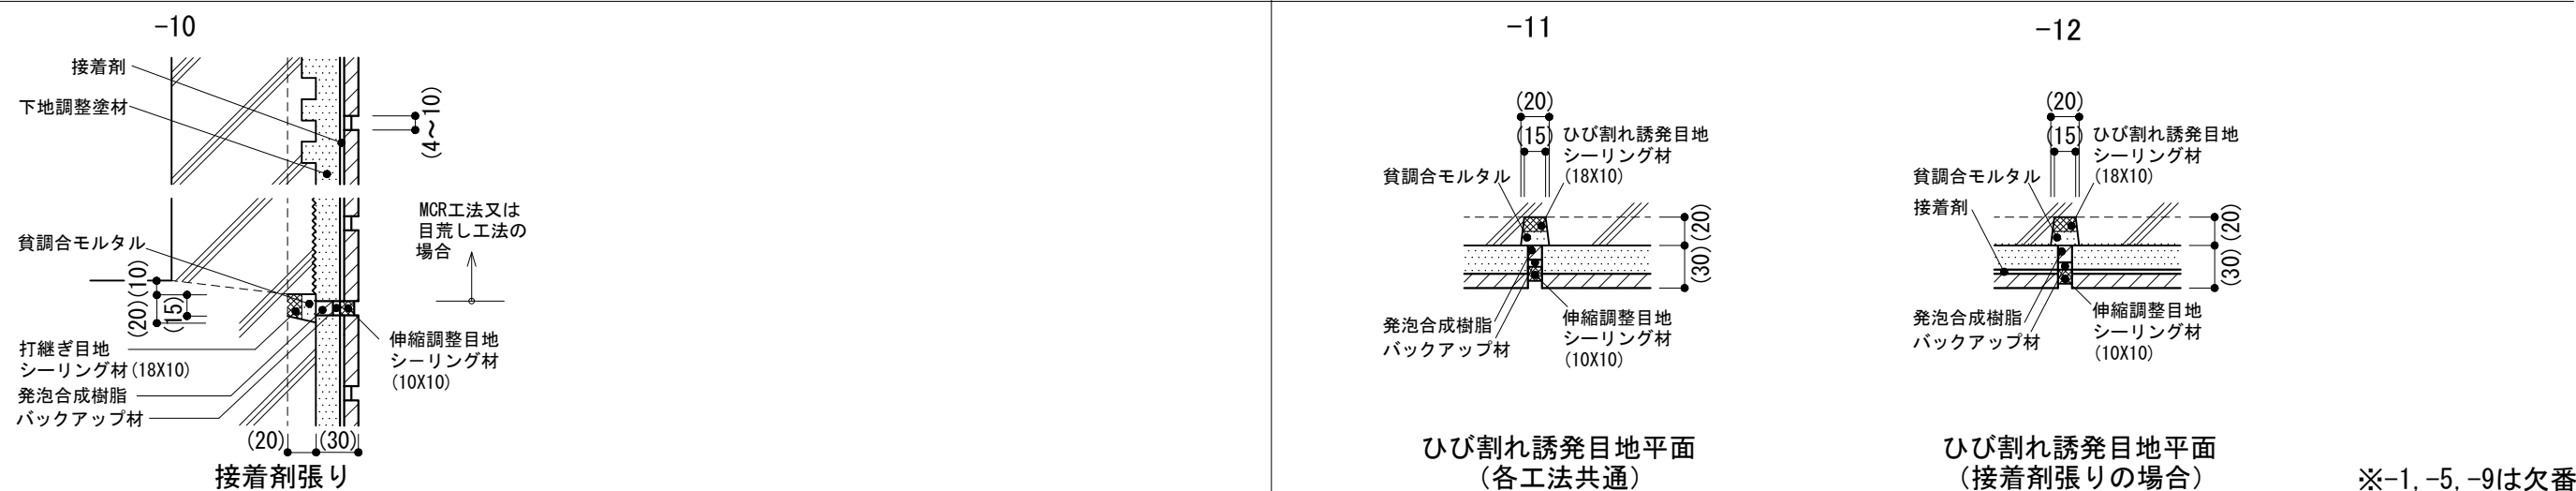 -10
接着剤
下地調整塗材
(4~10)
MCR工法又は
目荒し工法の
場合
貧調合モルタル
(10)
(20)
(15)
打継ぎ目地
シーリング材(18X10)
発泡合成樹脂
バックアップ材
伸縮調整目地
シーリング材
(10X10)
(20)
(30)
接着剤張り
-11
(20)
(15)
ひび割れ誘発目地
シーリング材
(18X10)
貧調合モルタル
(20)
(30)
発泡合成樹脂
バックアップ材
伸縮調整目地
シーリング材
(10X10)
ひび割れ誘発目地平面
(各工法共通)
-12
(20)
(15)
ひび割れ誘発目地
シーリング材
(18X10)
貧調合モルタル
接着剤
(20)
(30)
発泡合成樹脂
バックアップ材
伸縮調整目地
シーリング材
(10X10)
ひび割れ誘発目地平面
(接着剤張りの場合)
※-1,-5,-9は欠番